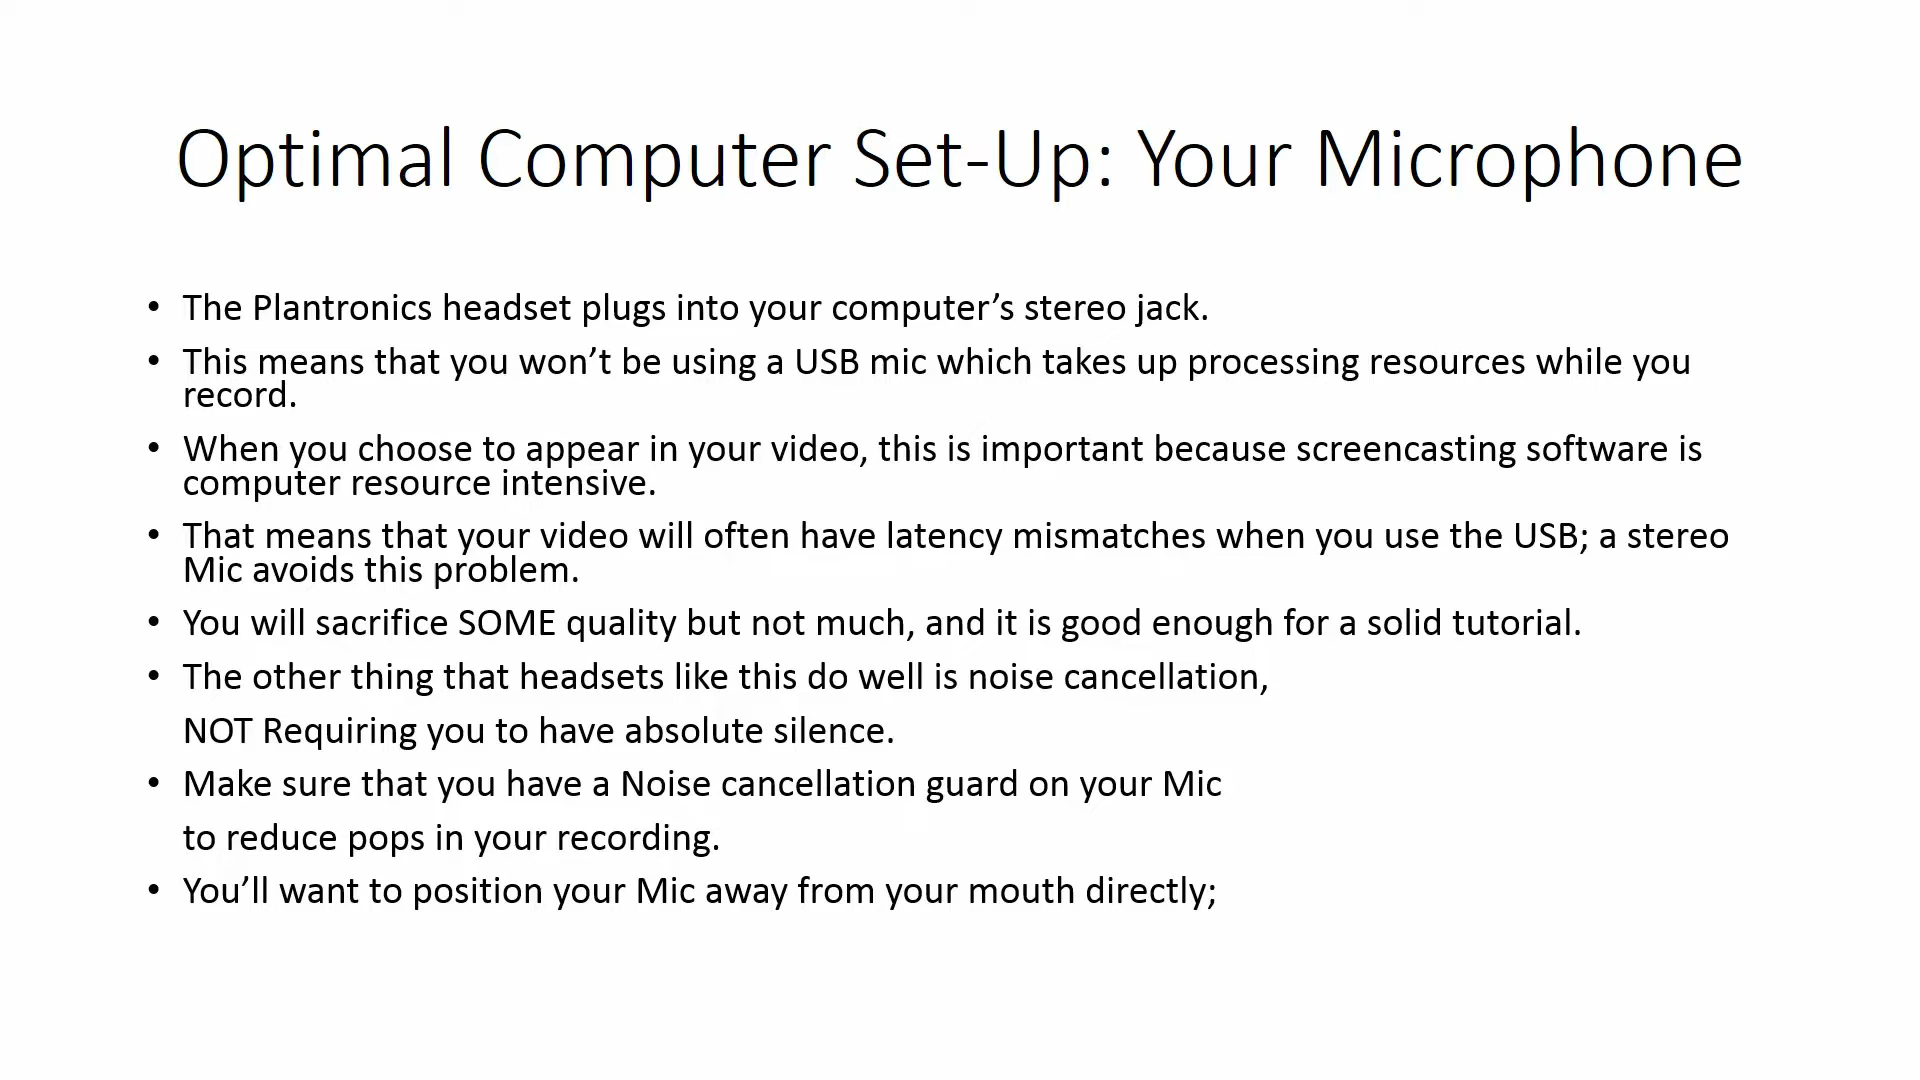 Optimal Computer Set-Up: Your Microphone
• The Plantronics headset plugs into your computer’s stereo jack.
• This means that you won’t be using a USB mic which takes up processing resources while you
record.
• When you choose to appear in your video, this is important because screencasting software is
computer resource intensive.
• That means that your video will often have latency mismatches when you use the USB; a stereo
Mic avoids this problem.
• You will sacrifice SOME quality but not much, and it is good enough for a solid tutorial.
• The other thing that headsets like this do well is noise cancellation,
NOT Requiring you to have absolute silence.
• Make sure that you have a Noise cancellation guard on your Mic
to reduce pops in your recording.
• You’ll want to position your Mic away from your mouth directly;